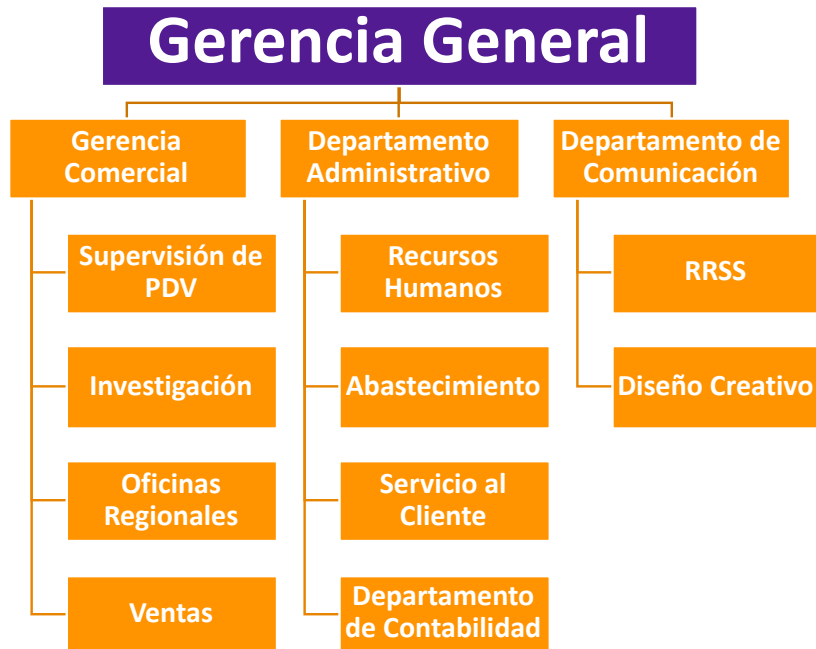 Gerencia General
Gerencia
Comercial
Departamento
Administrativo
Departamento de
Comunicación
Supervisión de
PDV
Recursos
Humanos
RRSS
Investigación
Abastecimiento
Diseño Creativo
Oficinas
Regionales
Servicio al
Cliente
Ventas
Departamento
de Contabilidad